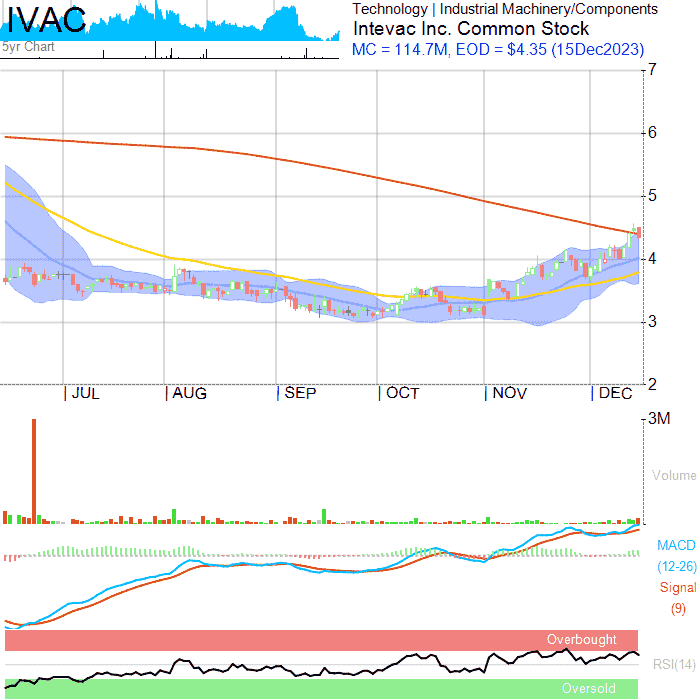 IVAC
5yr Chart
Technology | Industrial Machinery/Components
Intevac Inc. Common Stock
MC = 114.7M, EOD = $4.35 (15Dec2023)
7
6
5
4
3
2
JUL AUG SEP OCT NOV DEC
3M
Volume
MACD
(12-26)
Signal
(9)
Overbought
RSI(14)
Oversold